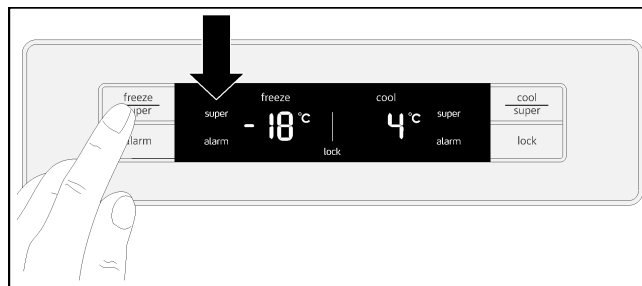 freeze
super
alarm
freeze
super
alarm
- 18 °C
lock
cool
4 °C
super
alarm
cool
super
lock